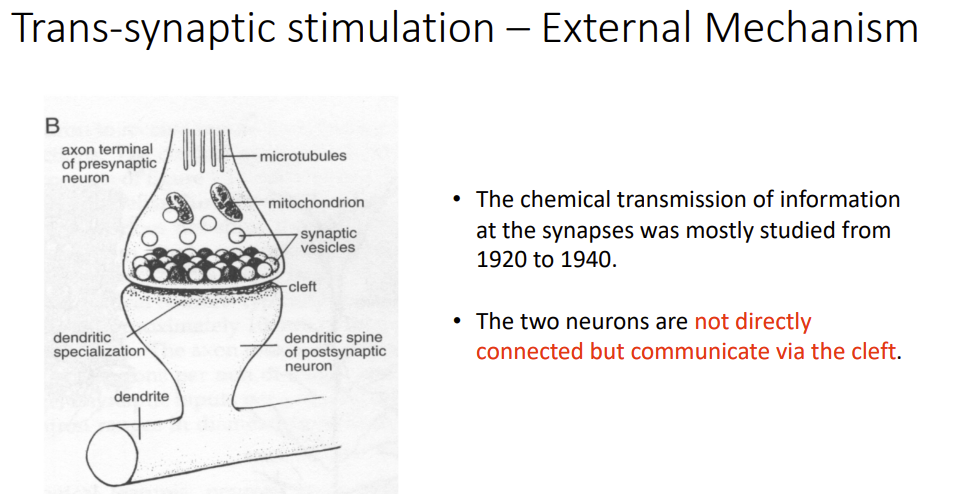 Trans-synaptic stimulation – External Mechanism
B
axon terminal
of presynaptic
neuron
microtubules
mitochondrion
synaptic
vesicles
cleft
dendritic
specialization
dendritic spine
of postsynaptic
neuron
dendrite
• The chemical transmission of information
at the synapses was mostly studied from
1920 to 1940.
• The two neurons are not directly
connected but communicate via the cleft.